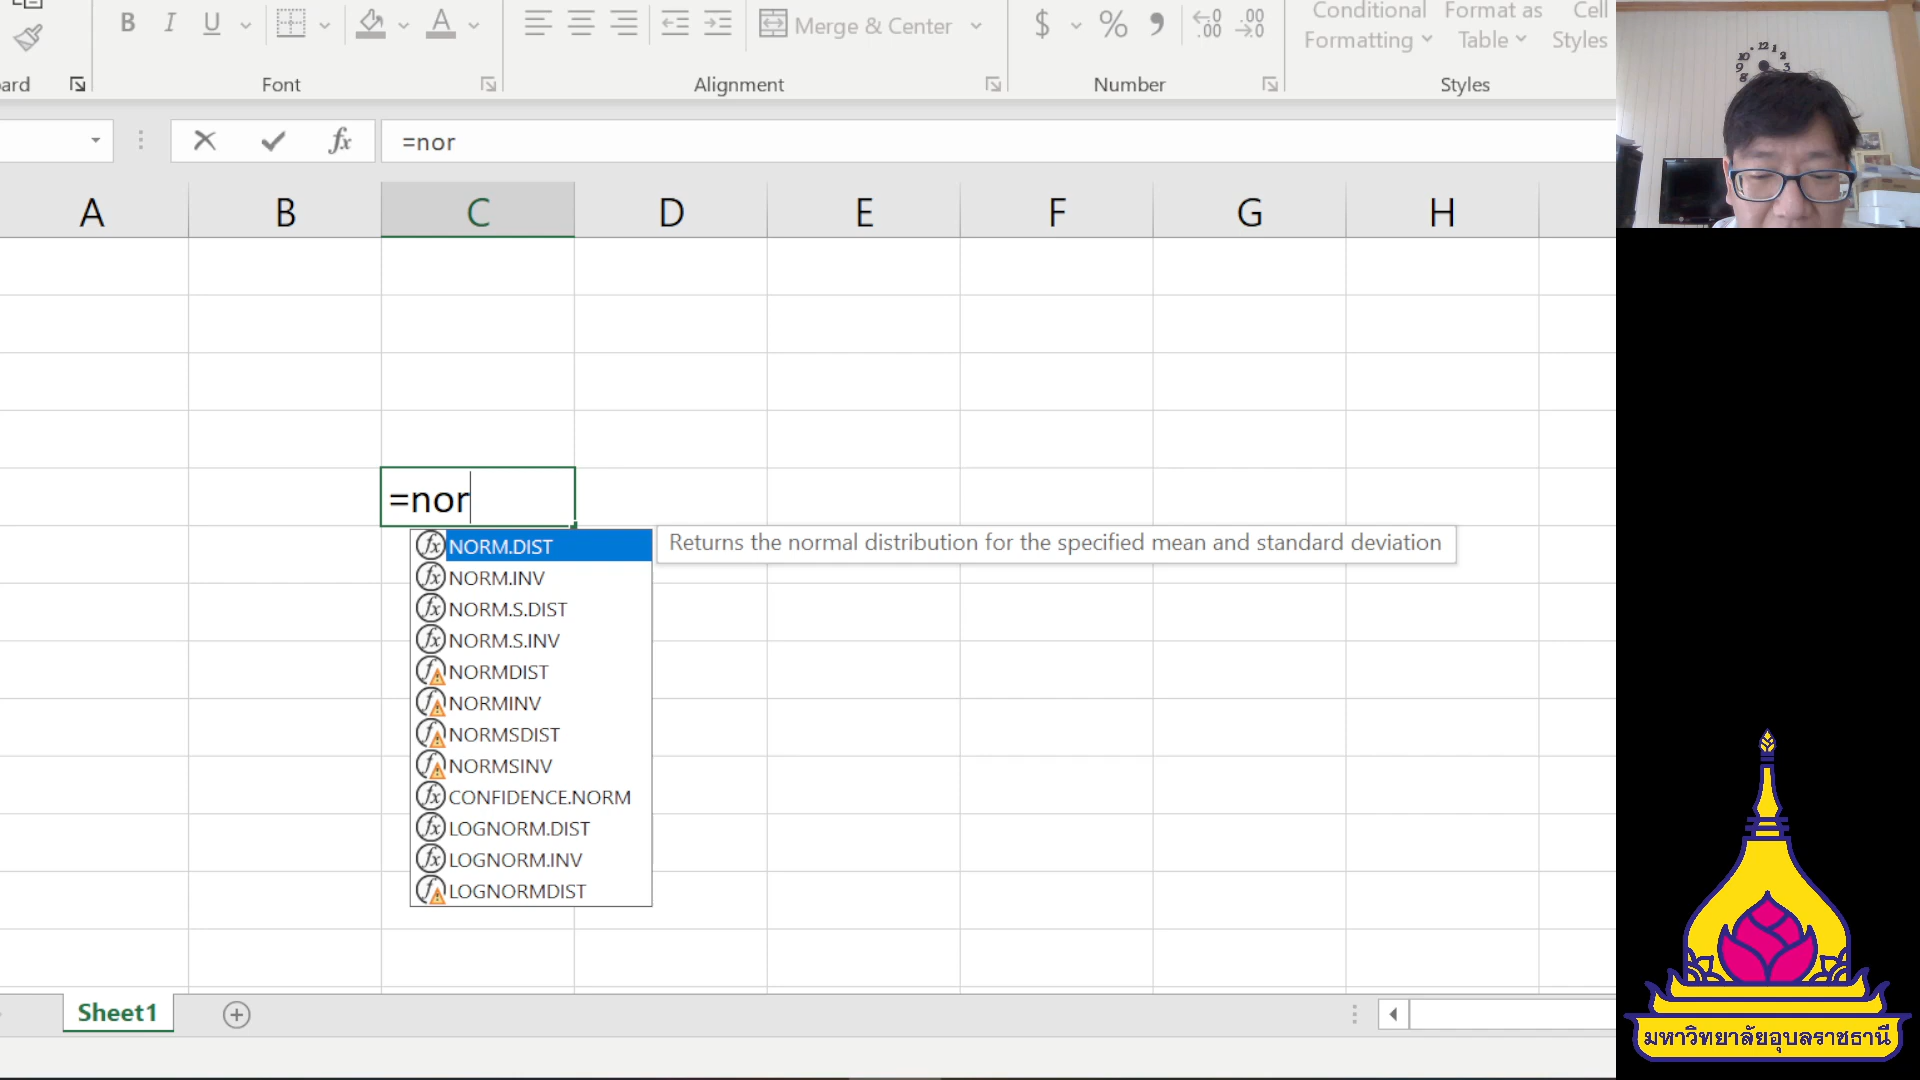 Conditional Format as Cell
B I U A Merge & Center $ % , .00 .00 Formatting Table Styles
ard Font Alignment Number Styles
fx =nor
A B C D E F G H
=nor
NORM.DIST Returns the normal distribution for the specified mean and standard deviation
NORM.INV
NORM.S.DIST
NORM.S.INV
NORMDIST
NORMINV
NORMSDIST
NORMSINV
CONFIDENCE.NORM
LOGNORM.DIST
LOGNORM.INV
LOGNORMDIST
Sheet1
มหาวิทยาลัยอุบลราชธานี